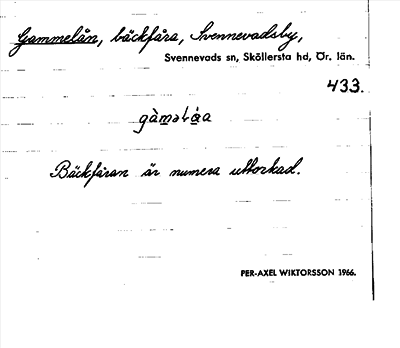 Gammelån, bäckfåra, Svennevadsby,
Svennevads sn, Sköllersta hd, Ör. län.
433.
Bäckfåran är numera uttorkad.
PER-AXEL WIKTORSSON 1966.